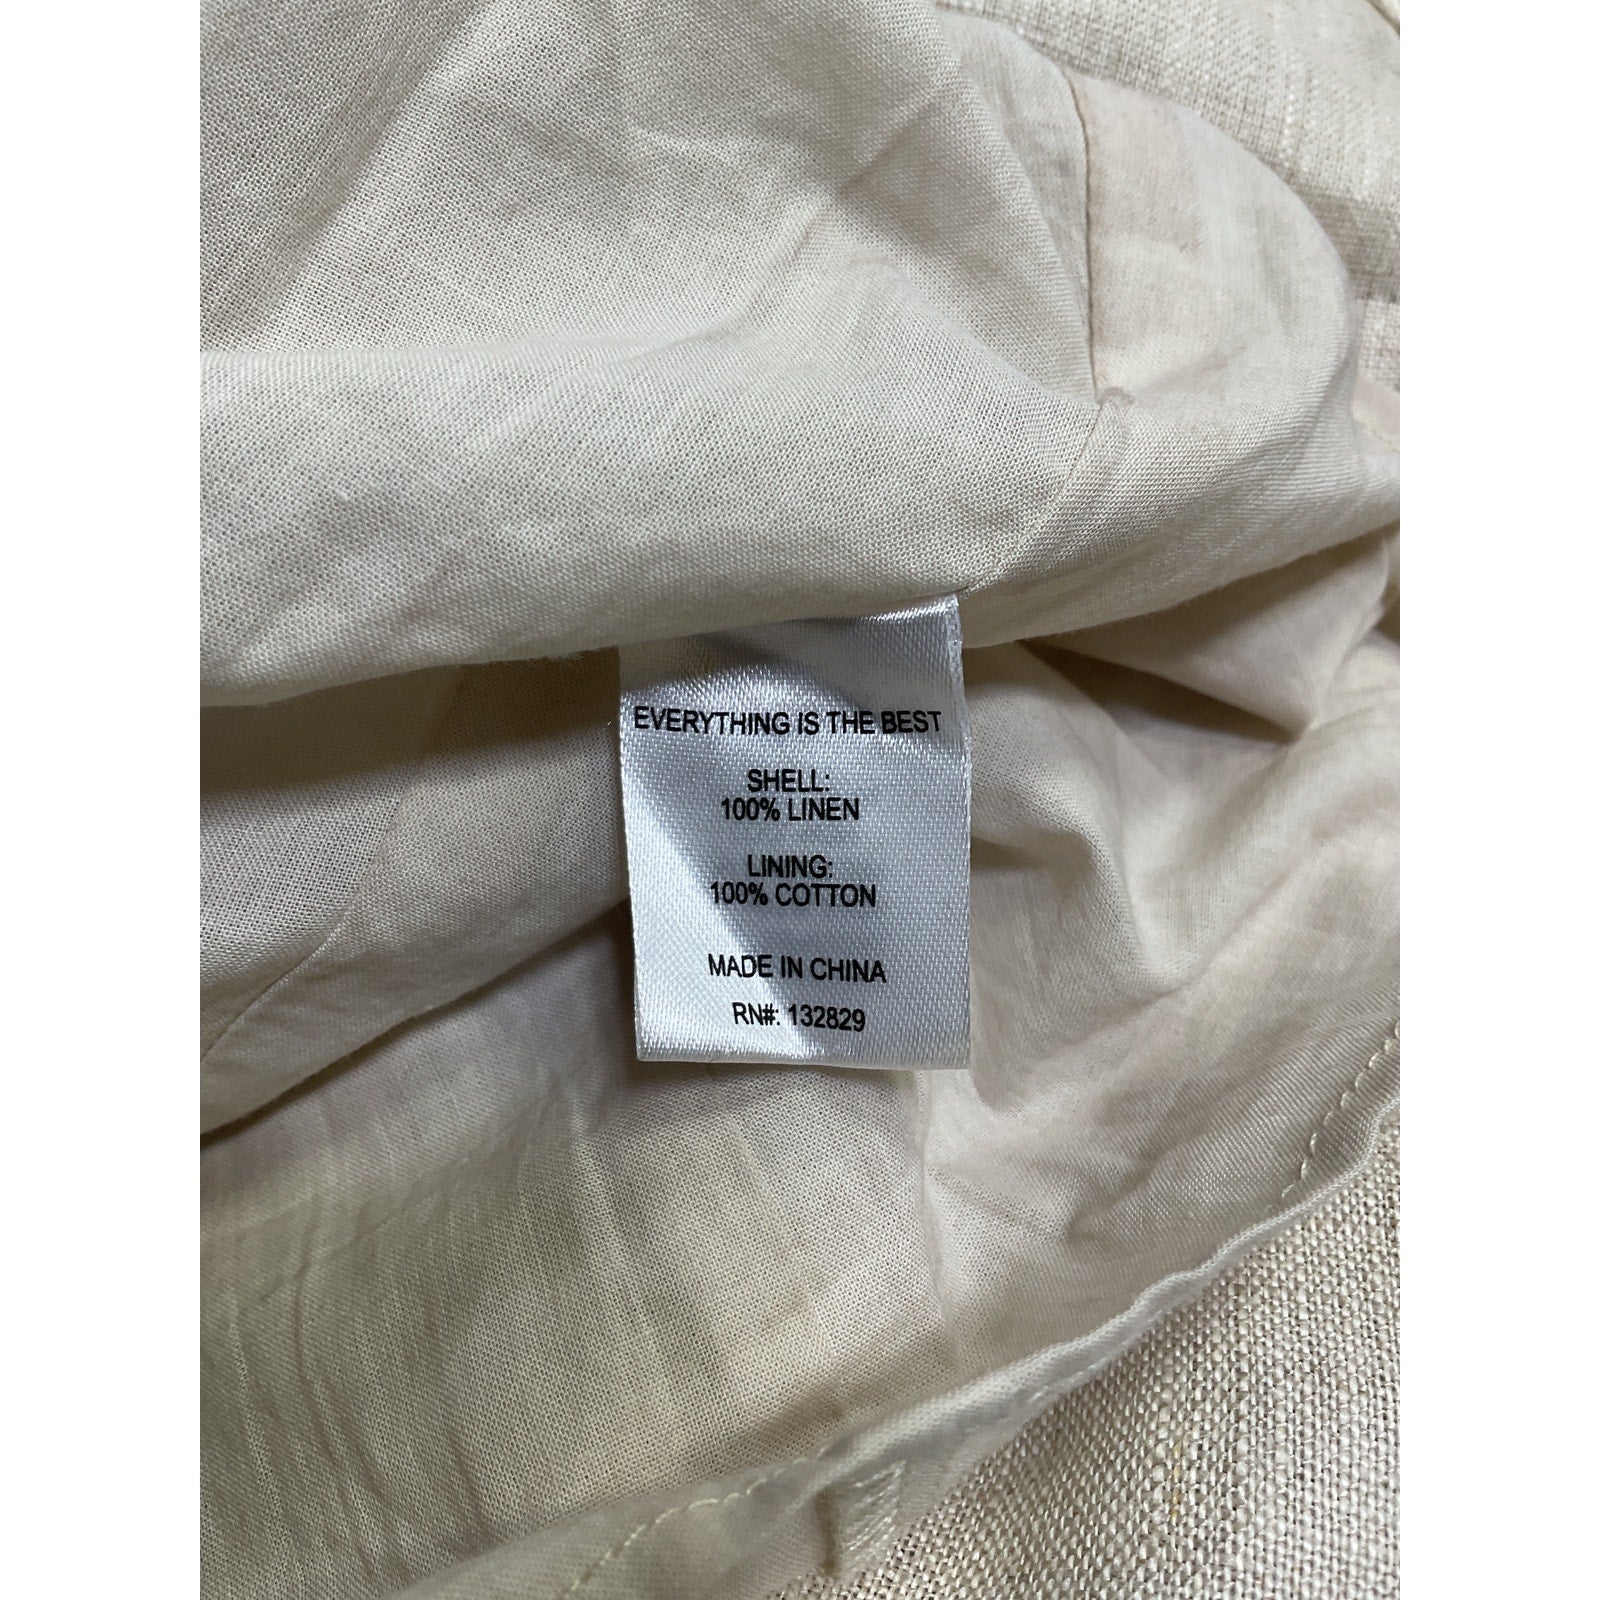 EVERYTHING IS THE BEST
SHELL:
100% LINEN
LINING:
100% COTTON
MADE IN CHINA
RN#: 132829